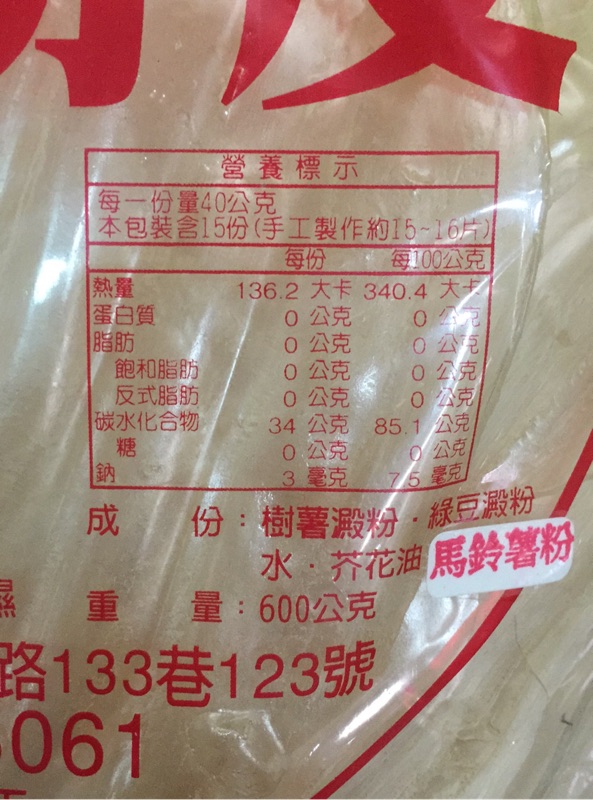 營養標示
每一份量40公克
本包裝含15份(手工製作約15~16片)
每份 每100公克
熱量 136.2 大卡 340.4 大卡
蛋白質 0 公克 0 公克
脂肪 0 公克 0 公克
飽和脂肪 0 公克 0 公克
反式脂肪 0 公克 0 公克
碳水化合物 34 公克 85.1 公克
糖 0 公克 0 公克
鈉 3 毫克 7.5 毫克
成 份：樹薯澱粉·綠豆澱粉
水·芥花油 馬鈴薯粉
重 量：600公克
路133巷123號
061